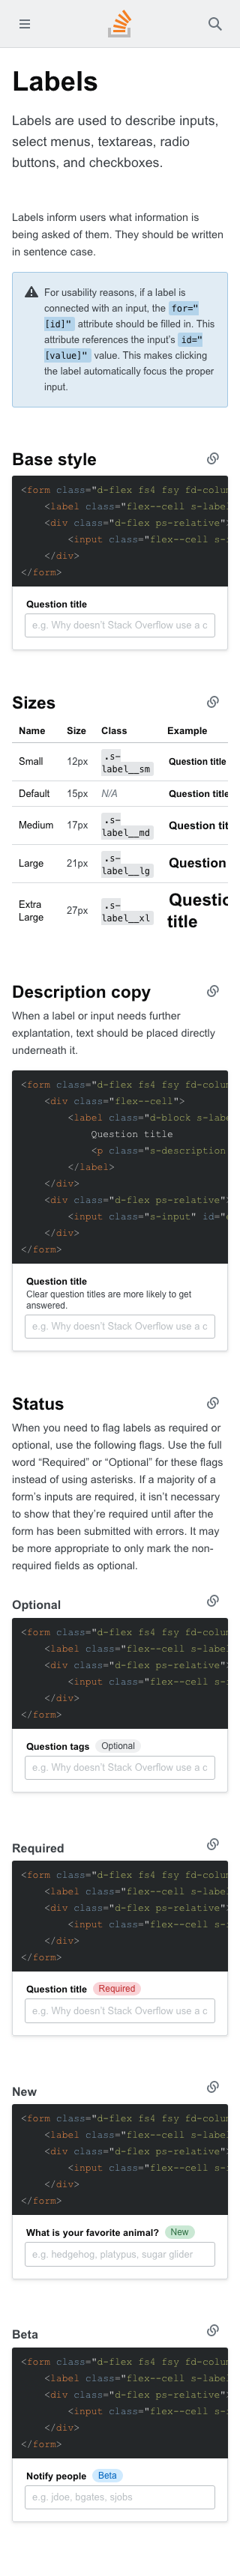 Labels
Labels are used to describe inputs,
select menus, textareas, radio
buttons, and checkboxes.
Labels inform users what information is
being asked of them. They should be written
in sentence case.
For usability reasons, if a label is
connected with an input, the for="
[id]" attribute should be filled in. This
attribute references the input's id="
[value]" value. This makes clicking
the label automatically focus the proper
input.
Base style
<form class="d-flex fs4 fsy fd-colum
<label class="flex--cell s-label
<div class="d-flex ps-relative"
<input class="flex--cell s-i
</div>
</form>
Question title
e.g. Why doesn't Stack Overflow use a c
Sizes
Name Size Class Example
Small 12px .s-label__sm Question title
Default 15px N/A Question title
Medium 17px .s-label__md Question tit
Large 21px .s-label__lg Question
Extra Large 27px .s-label__xl Question title
Description copy
When a label or input needs further
explantation, text should be placed directly
underneath it.
<form class="d-flex fs4 fsy fd-colum
<div class="flex--cell">
<label class="d-block s-labe
Question title
<p class="s-description
</label>
</div>
<div class="d-flex ps-relative"
<input class="s-input" id="
</div>
</form>
Question title
Clear question titles are more likely to get
answered.
e.g. Why doesn't Stack Overflow use a c
Status
When you need to flag labels as required or
optional, use the following flags. Use the full
word “Required” or “Optional” for these flags
instead of using asterisks. If a majority of a
form's inputs are required, it isn't necessary
to show that they're required until after the
form has been submitted with errors. It may
be more appropriate to only mark the non-
required fields as optional.
Optional
<form class="d-flex fs4 fsy fd-colum
<label class="flex--cell s-label
<div class="d-flex ps-relative"
<input class="flex--cell s-i
</div>
</form>
Question tags Optional
e.g. Why doesn't Stack Overflow use a c
Required
<form class="d-flex fs4 fsy fd-colum
<label class="flex--cell s-label
<div class="d-flex ps-relative"
<input class="flex--cell s-i
</div>
</form>
Question title Required
e.g. Why doesn't Stack Overflow use a c
New
<form class="d-flex fs4 fsy fd-colum
<label class="flex--cell s-label
<div class="d-flex ps-relative"
<input class="flex--cell s-i
</div>
</form>
What is your favorite animal? New
e.g. hedgehog, platypus, sugar glider
Beta
<form class="d-flex fs4 fsy fd-colum
<label class="flex--cell s-label
<div class="d-flex ps-relative"
<input class="flex--cell s-i
</div>
</form>
Notify people Beta
e.g. jdoe, bgates, sjobs